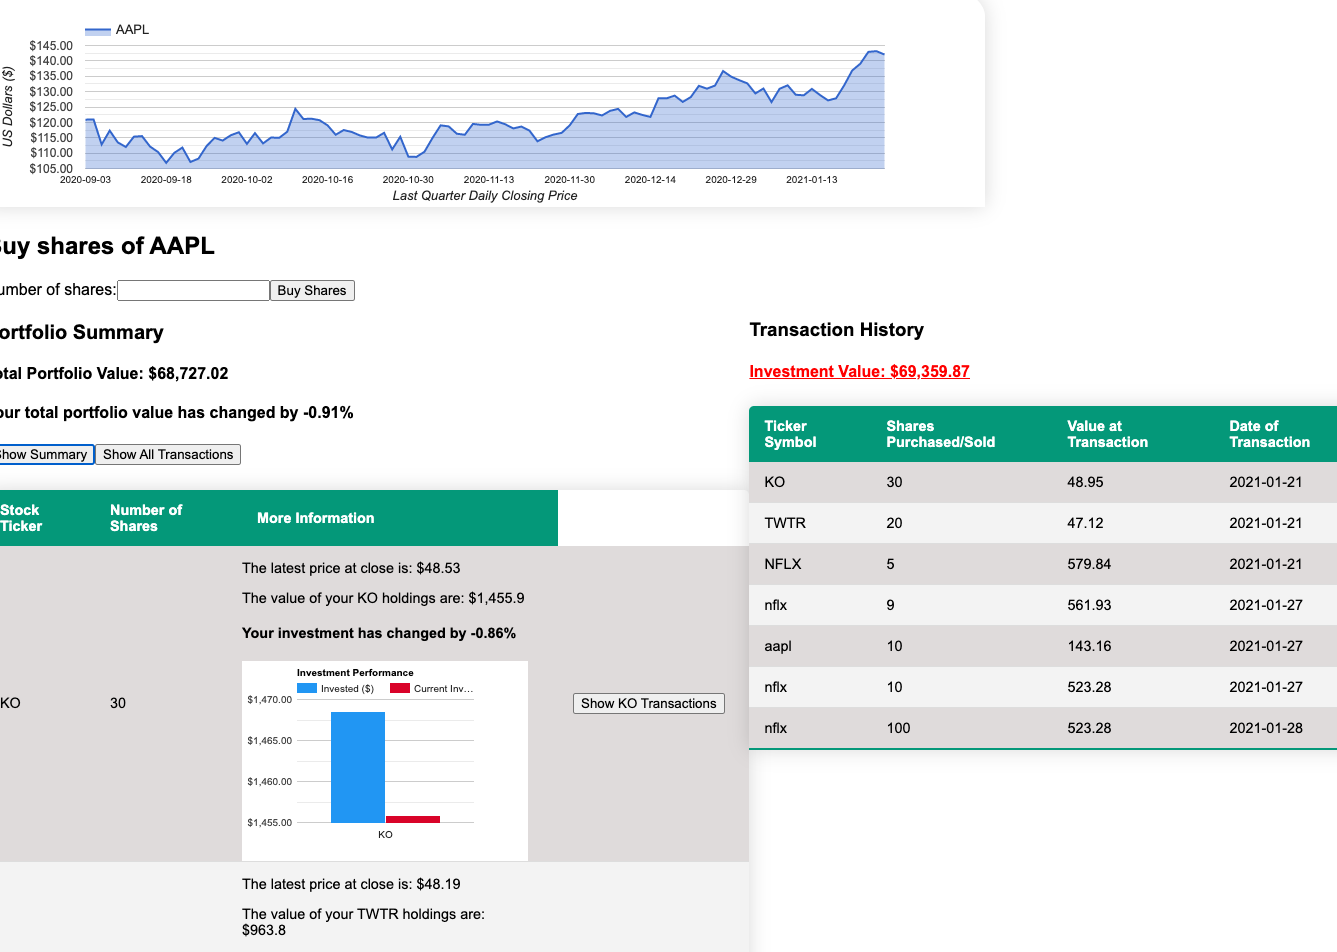 AAPL
$145.00
$140.00
$135.00
$130.00
$125.00
$120.00
$115.00
$110.00
$105.00
US Dollars ($)
2020-09-03 2020-09-18 2020-10-02 2020-10-16 2020-10-30 2020-11-13 2020-11-30 2020-12-14 2020-12-29 2021-01-13
Last Quarter Daily Closing Price
uy shares of AAPL
umber of shares: Buy Shares
ortfolio Summary
otal Portfolio Value: $68,727.02
our total portfolio value has changed by -0.91%
Show Summary Show All Transactions
Stock Ticker Number of Shares More Information
The latest price at close is: $48.53
The value of your KO holdings are: $1,455.9
Your investment has changed by -0.86%
Investment Performance
Invested ($) Current Inv...
$1,470.00
$1,465.00
$1,460.00
$1,455.00
KO
KO 30 Show KO Transactions
The latest price at close is: $48.19
The value of your TWTR holdings are:
$963.8
Transaction History
Investment Value: $69,359.87
Ticker Symbol Shares Purchased/Sold Value at Transaction Date of Transaction
KO 30 48.95 2021-01-21
TWTR 20 47.12 2021-01-21
NFLX 5 579.84 2021-01-21
nflx 9 561.93 2021-01-27
aapl 10 143.16 2021-01-27
nflx 10 523.28 2021-01-27
nflx 100 523.28 2021-01-28